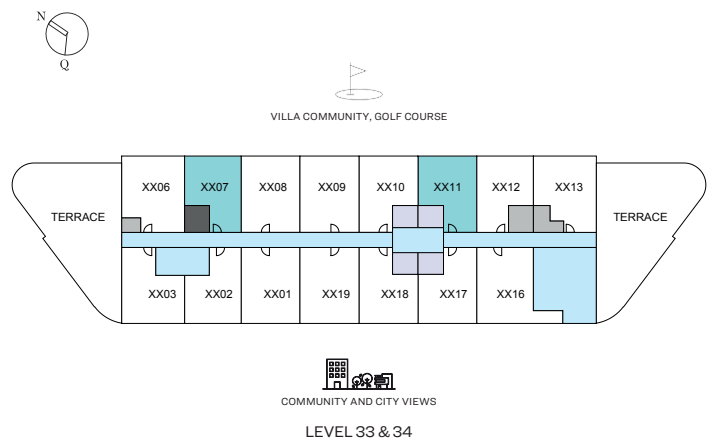 N
Q
VILLA COMMUNITY, GOLF COURSE
XX06 XX07 XX08 XX09 XX10 XX11 XX12 XX13
TERRACE TERRACE
XX03 XX02 XX01 XX19 XX18 XX17 XX16
COMMUNITY AND CITY VIEWS
LEVEL 33 & 34